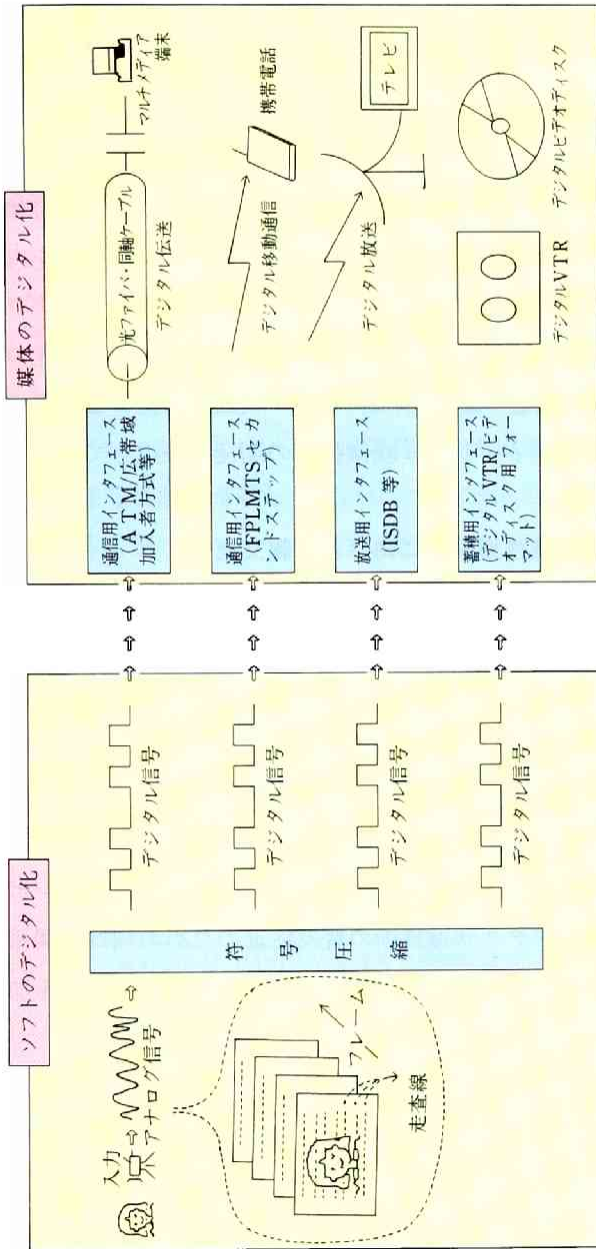 ソフトのデジタル化
入力
アナログ信号
フレーム
走査線
符号圧縮
デジタル信号
デジタル信号
デジタル信号
デジタル信号
媒体のデジタル化
通信用インタフェース
(ATM/広帯域
加入者方式等)
光ファイバ・同軸ケーブル
デジタル伝送
マルチメディア
端末
通信用インタフェース
(FPLMTSセカ
ンドステップ)
デジタル移動通信
携帯電話
放送用インタフェース
(ISDB等)
デジタル放送
テレビ
蓄積用インタフェース
(デジタルVTR/ビデ
オディスク用フォー
マット)
デジタルVTR
デジタルビデオディスク